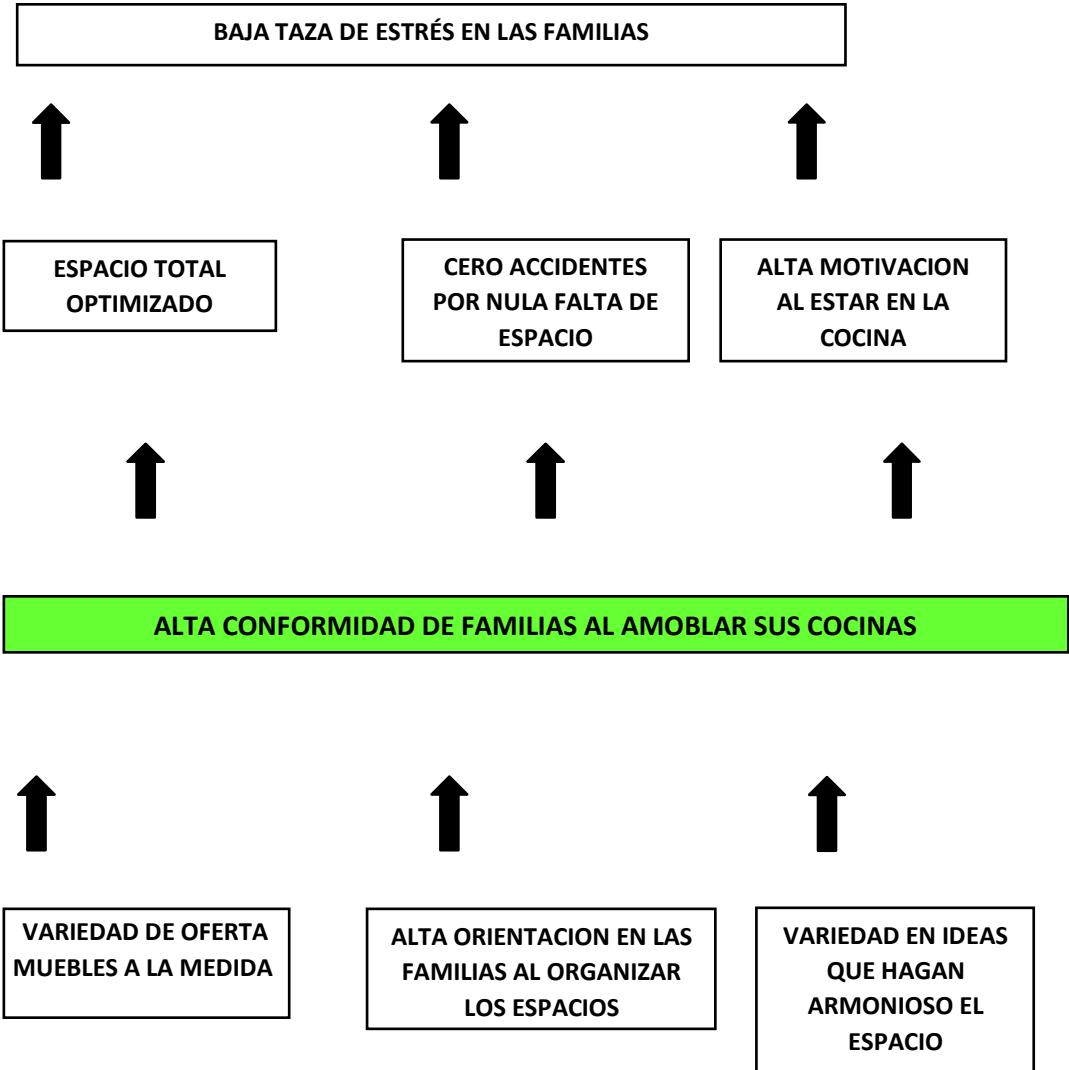 BAJA TAZA DE ESTRÉS EN LAS FAMILIAS
ESPACIO TOTAL
OPTIMIZADO
CERO ACCIDENTES
POR NULA FALTA DE
ESPACIO
ALTA MOTIVACION
AL ESTAR EN LA
COCINA
ALTA CONFORMIDAD DE FAMILIAS AL AMOBLAR SUS COCINAS
VARIEDAD DE OFERTA
MUEBLES A LA MEDIDA
ALTA ORIENTACION EN LAS
FAMILIAS AL ORGANIZAR
LOS ESPACIOS
VARIEDAD EN IDEAS
QUE HAGAN
ARMONIOSO EL
ESPACIO